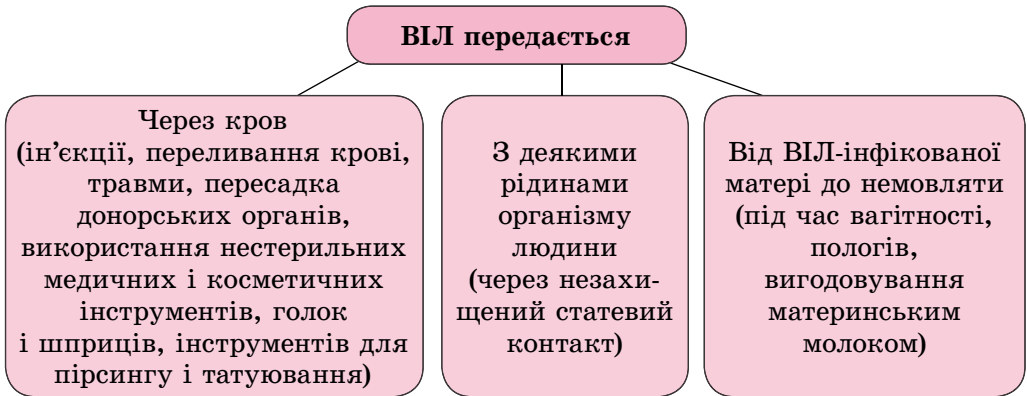 ВІЛ передається
Через кров
(ін’єкції, переливання крові,
травми, пересадка
донорських органів,
використання нестерильних
медичних і косметичних
інструментів, голок
і шприців, інструментів для
пірсингу і татуювання)
З деякими
рідинами
організму
людини
(через незахи-
щений статевий
контакт)
Від ВІЛ-інфікованої
матері до немовляти
(під час вагітності,
пологів,
вигодовування
материнським
молоком)